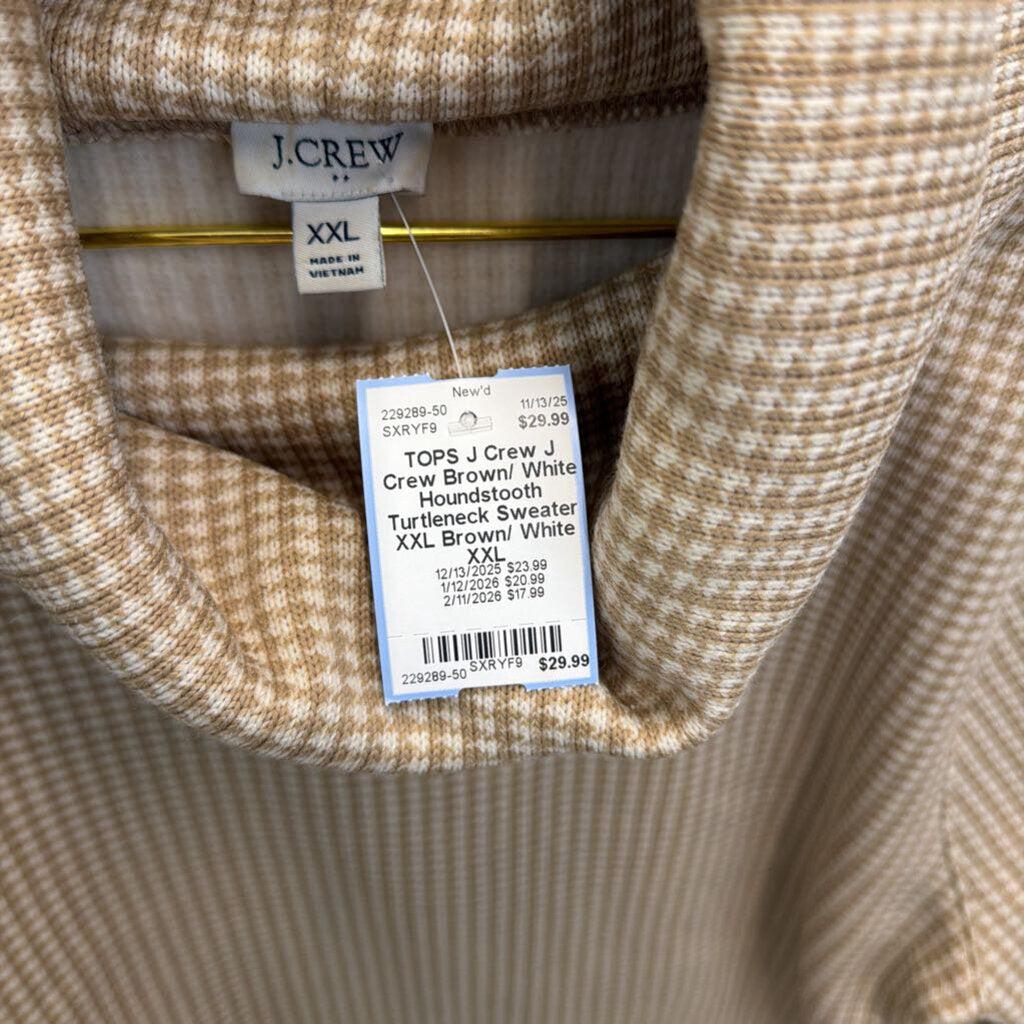 J.CREW
XXL
MADE IN
VIETNAM
New'd
229289-50 11/13/25
SXRYF9 $29.99
TOPS J Crew J
Crew Brown/ White
Houndstooth
Turtleneck Sweater
XXL Brown/ White
XXL
12/13/2025 $23.99
1/12/2026 $20.99
2/11/2026 $17.99
229289-50 SXRYF9 $29.99